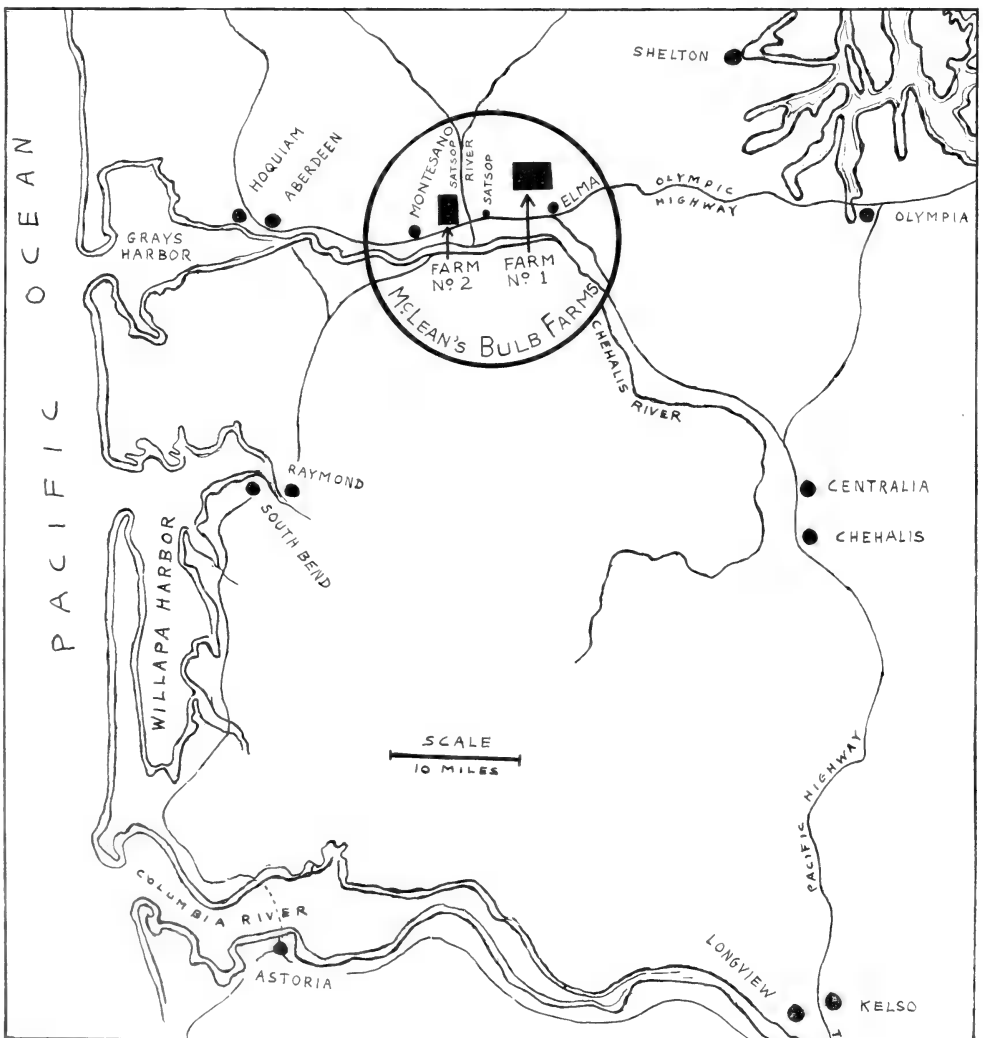 SHELTON
PACIFIC OCEAN
HOQUIAM
ABERDEEN
MONTESANO
SATSOP
RIVER
SATSOP
ELMA
OLYMPIC
HIGHWAY
OLYMPIA
GRAYS
HARBOR
FARM
No. 2
FARM
No. 1
McLEAN'S BULB FARMS
CHEHALIS
RIVER
RAYMOND
SOUTH BEND
CENTRALIA
CHEHALIS
WILLAPA HARBOR
SCALE
10 MILES
PACIFIC HIGHWAY
COLUMBIA RIVER
ASTORIA
LONGVIEW
KELSO